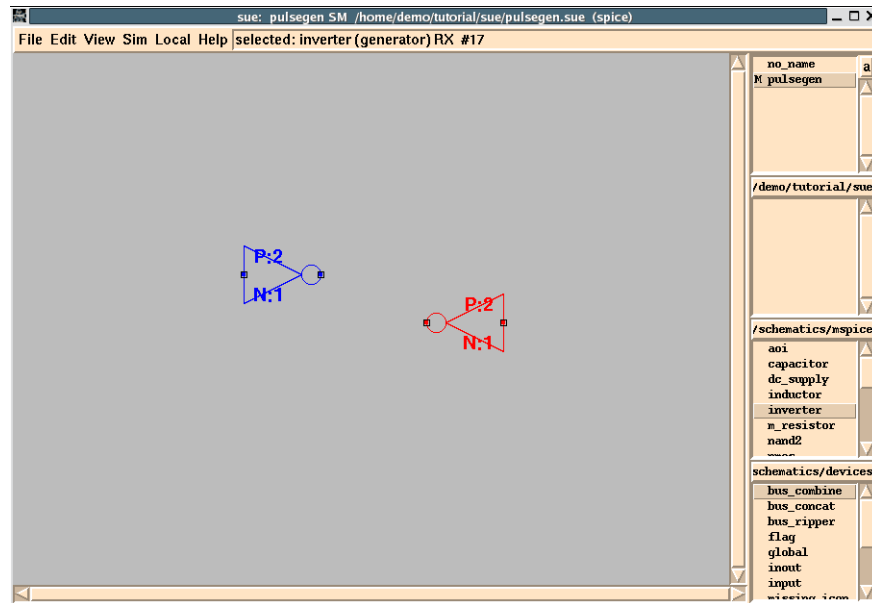 sue: pulsegen SM /home/demo/tutorial/sue/pulsegen.sue (spice)
File Edit View Sim Local Help selected: inverter (generator) RX #17
no_name
M pulsegen
/demo/tutorial/sue
P:2
N:1
P:2
N:1
/schematics/mspice
aoi
capacitor
dc_supply
inductor
inverter
m_resistor
nand2
schematics/devices
bus_combine
bus_concat
bus_ripper
flag
global
inout
input